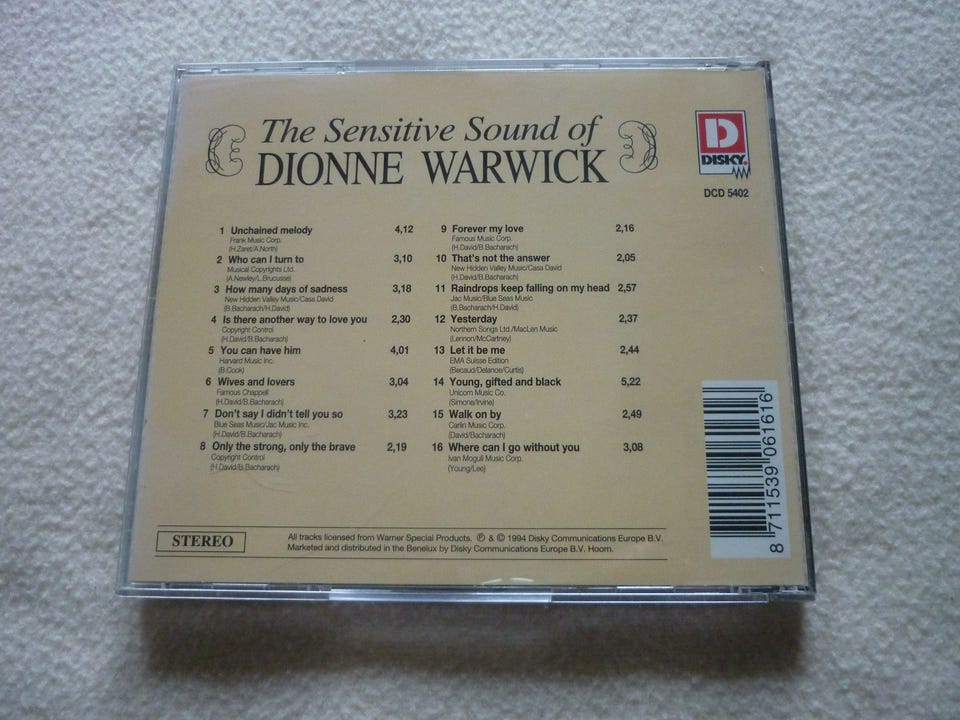 The Sensitive Sound of
DIONNE WARWICK
D
DISKY.
DCD 5402
1 Unchained melody 4,12
Frank Music Corp.
(H.Zaret/A.North)
2 Who can I turn to 3,10
Musical Copyrights Ltd.
(A.Newley/L.Brucusse)
3 How many days of sadness 3,18
New Hidden Valley Music/Casa David
(B.Bacharach/H.David)
4 Is there another way to love you 2,30
Copyright Control
(H.David/B.Bacharach)
5 You can have him 4,01
Harvard Music Inc.
(B.Cook)
6 Wives and lovers 3,04
Famous Chappell
(H.David/B.Bacharach)
7 Don't say I didn't tell you so 3,23
Blue Seas Music/Jac Music Inc.
(H.David/B.Bacharach)
8 Only the strong, only the brave 2,19
Copyright Control
(H.David/B.Bacharach)
9 Forever my love 2,16
Famous Music Corp.
(H.David/B.Bacharach)
10 That's not the answer 2,05
New Hidden Valley Music/Casa David
(H.David/B.Bacharach)
11 Raindrops keep falling on my head 2,57
Jac Music/Blue Seas Music
(B.Bacharach/H.David)
12 Yesterday 2,37
Northern Songs Ltd./MacLen Music
(Lennon/McCartney)
13 Let it be me 2,44
EMA Suisse Edition
(Becaud/Delanoe/Curtis)
14 Young, gifted and black 5,22
Unicorn Music Co.
(Simone/Irvine)
15 Walk on by 2,49
Carlin Music Corp.
(David/Bacharach)
16 Where can I go without you 3,08
Ivan Mogull Music Corp.
(Young/Lee)
8 711539 061616
STEREO
All tracks licensed from Warner Special Products. ℗ & © 1994 Disky Communications Europe B.V.
Marketed and distributed in the Benelux by Disky Communications Europe B.V. Hoorn.